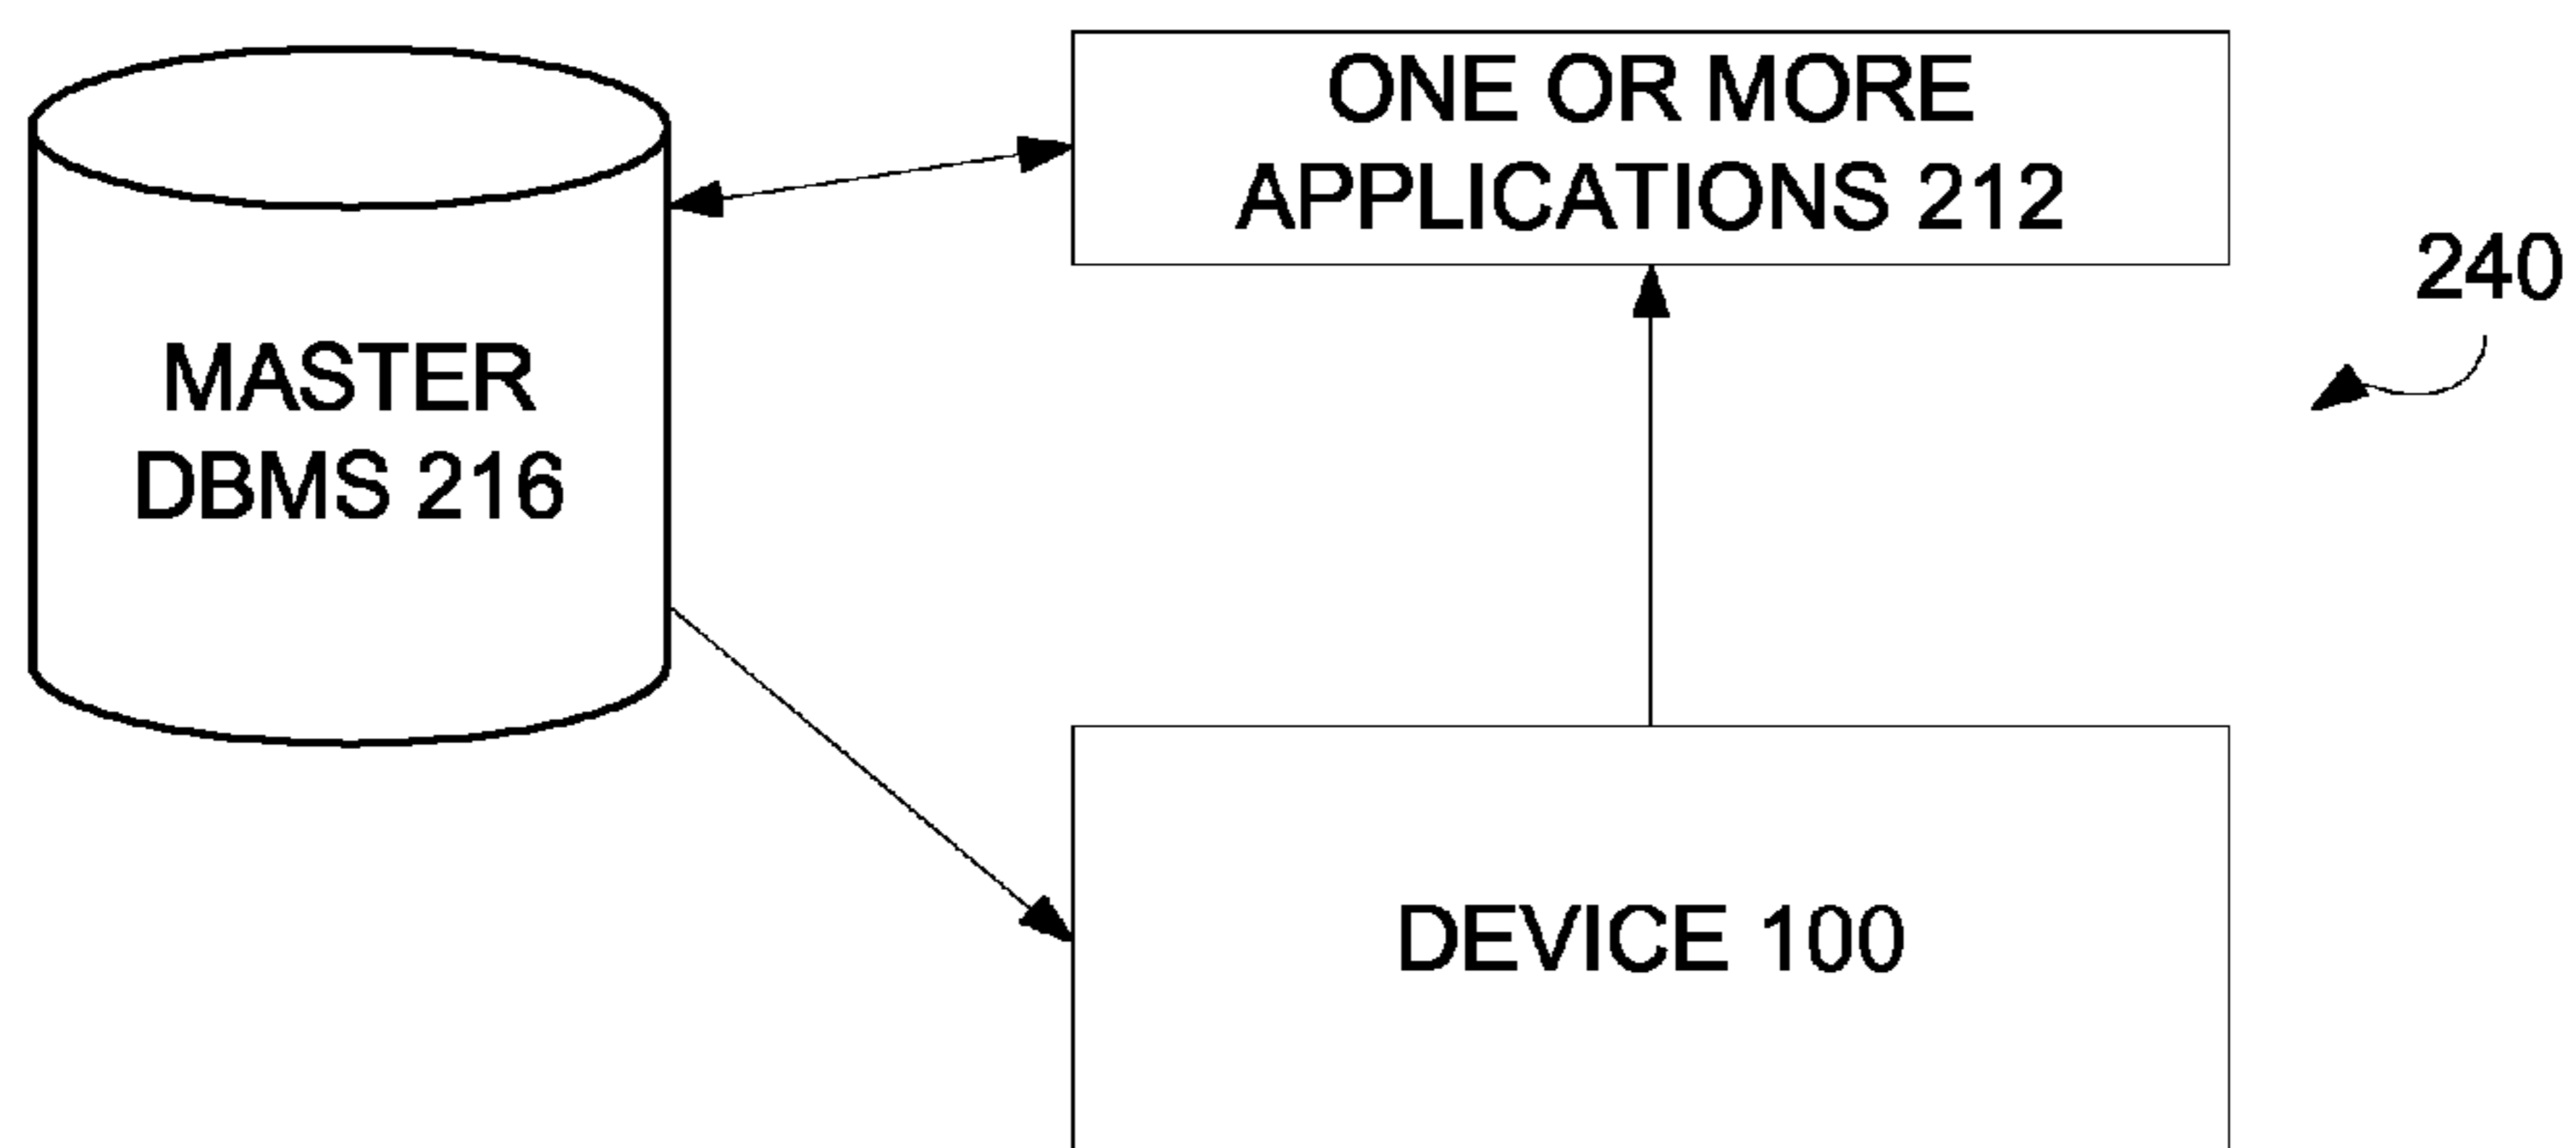 ONE OR MORE
APPLICATIONS 212
240
MASTER
DBMS 216
DEVICE 100